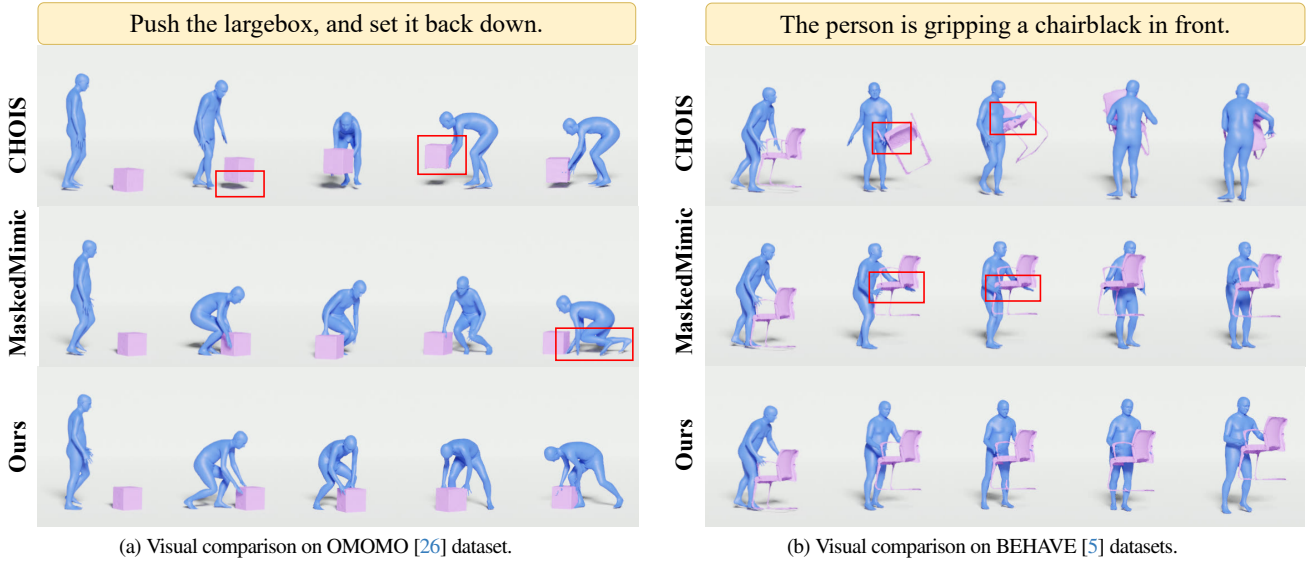 Push the largebox, and set it back down.
The person is gripping a chairblack in front.
CHOIS
MaskedMimic
Ours
CHOIS
MaskedMimic
Ours
(a) Visual comparison on OMOMO [26] dataset.
(b) Visual comparison on BEHAVE [5] datasets.